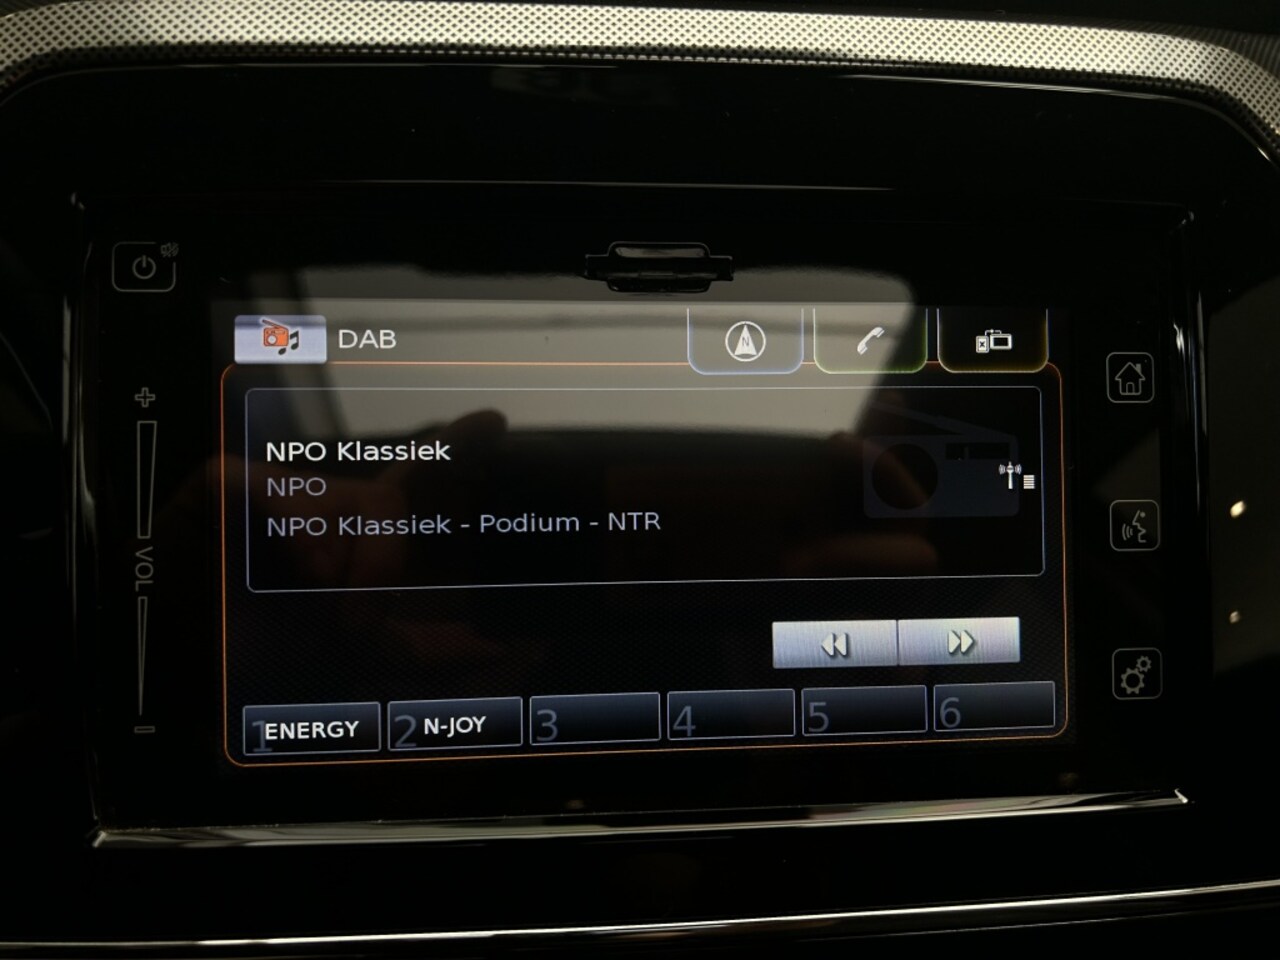 DAB
N
NPO Klassiek
NPO
NPO Klassiek - Podium - NTR
+
VOL
1 ENERGY
2 N-JOY
3
4
5
6